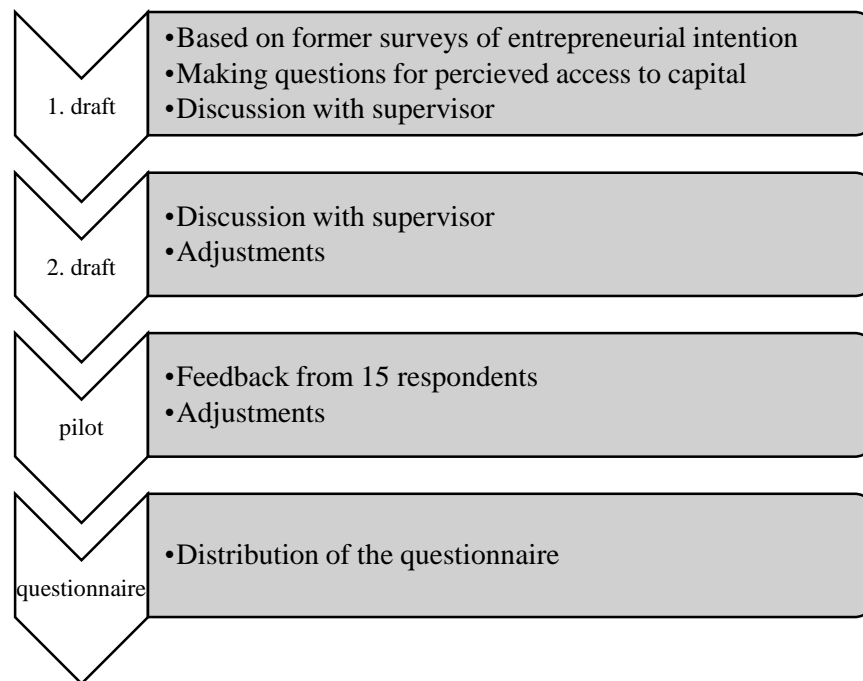 1. draft
•Based on former surveys of entrepreneurial intention
•Making questions for percieved access to capital
•Discussion with supervisor
2. draft
•Discussion with supervisor
•Adjustments
pilot
•Feedback from 15 respondents
•Adjustments
questionnaire
•Distribution of the questionnaire